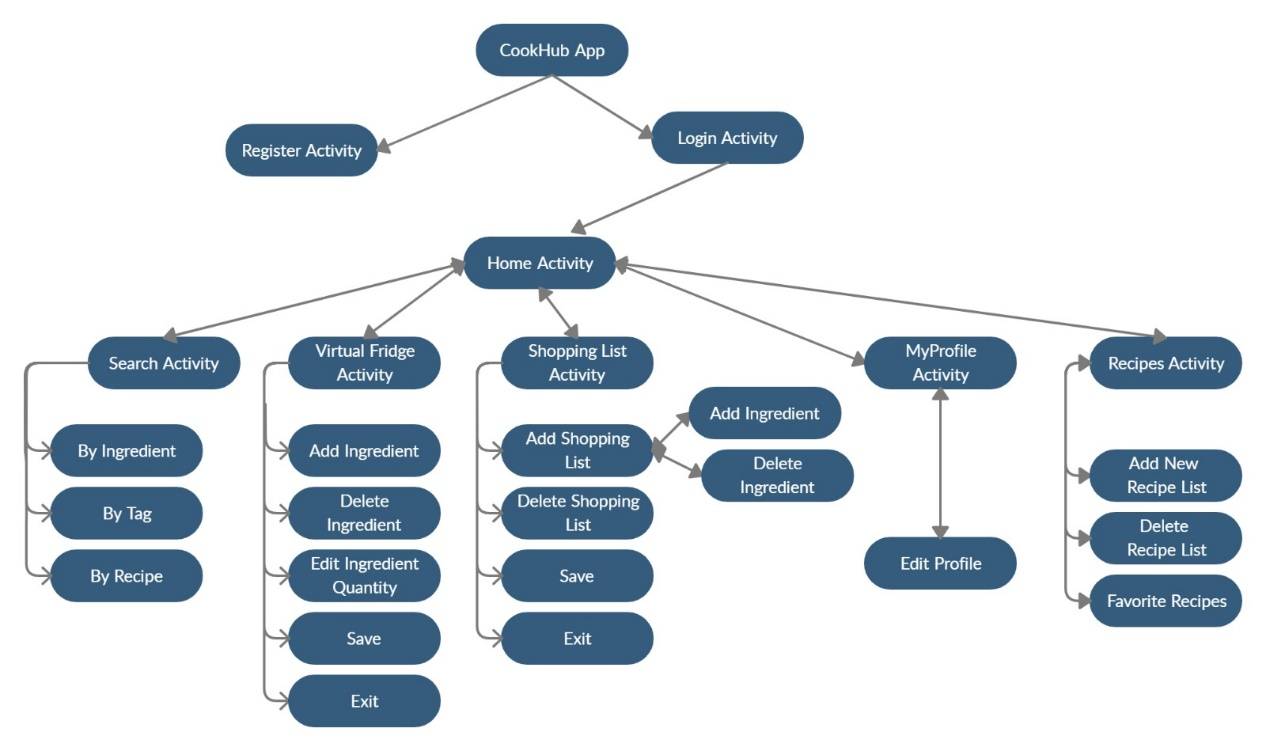 CookHub App
Register Activity
Login Activity
Home Activity
Search Activity
By Ingredient
By Tag
By Recipe
Virtual Fridge
Activity
Add Ingredient
Delete
Ingredient
Edit Ingredient
Quantity
Save
Exit
Shopping List
Activity
Add Shopping
List
Add Ingredient
Delete
Ingredient
Delete Shopping
List
Save
Exit
MyProfile
Activity
Edit Profile
Recipes Activity
Add New
Recipe List
Delete
Recipe List
Favorite Recipes